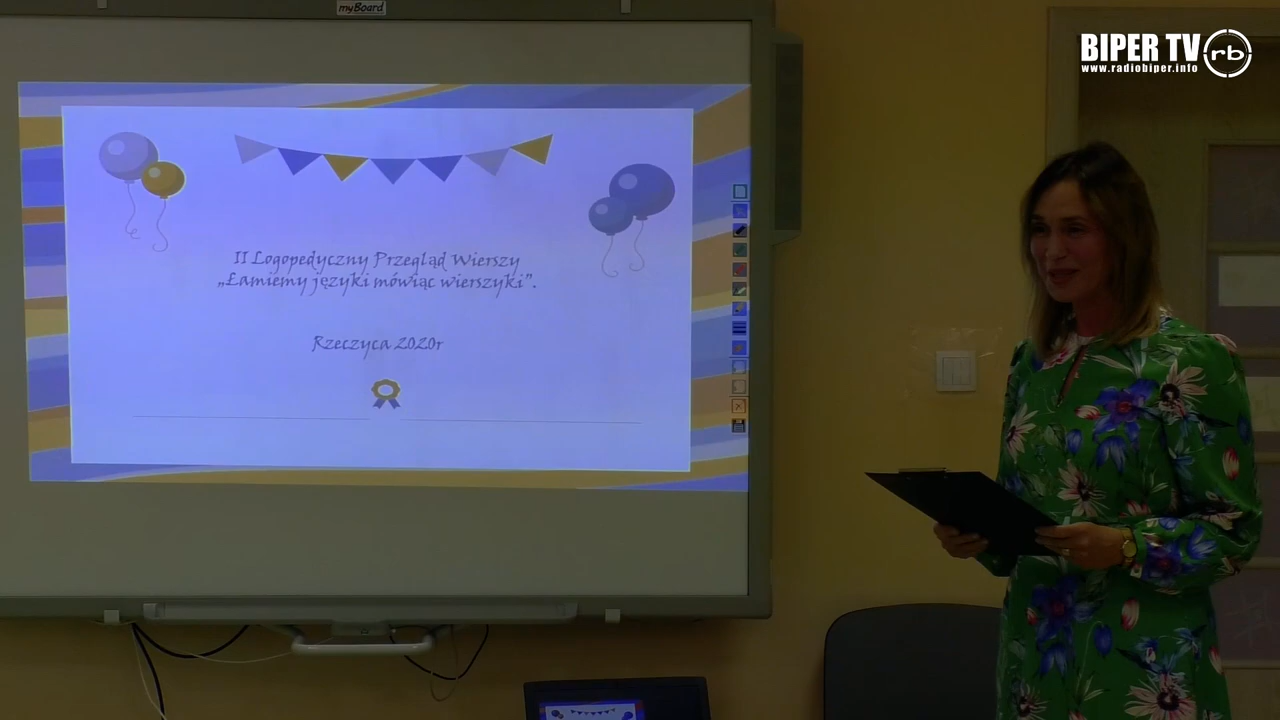 myBoard
BIPER TV rb
www.radiobiper.info
II Logopedyczny Przegląd Wierszy
„Łamiemy języki mówiąc wierszyki”.
Rzeczyca 2020r